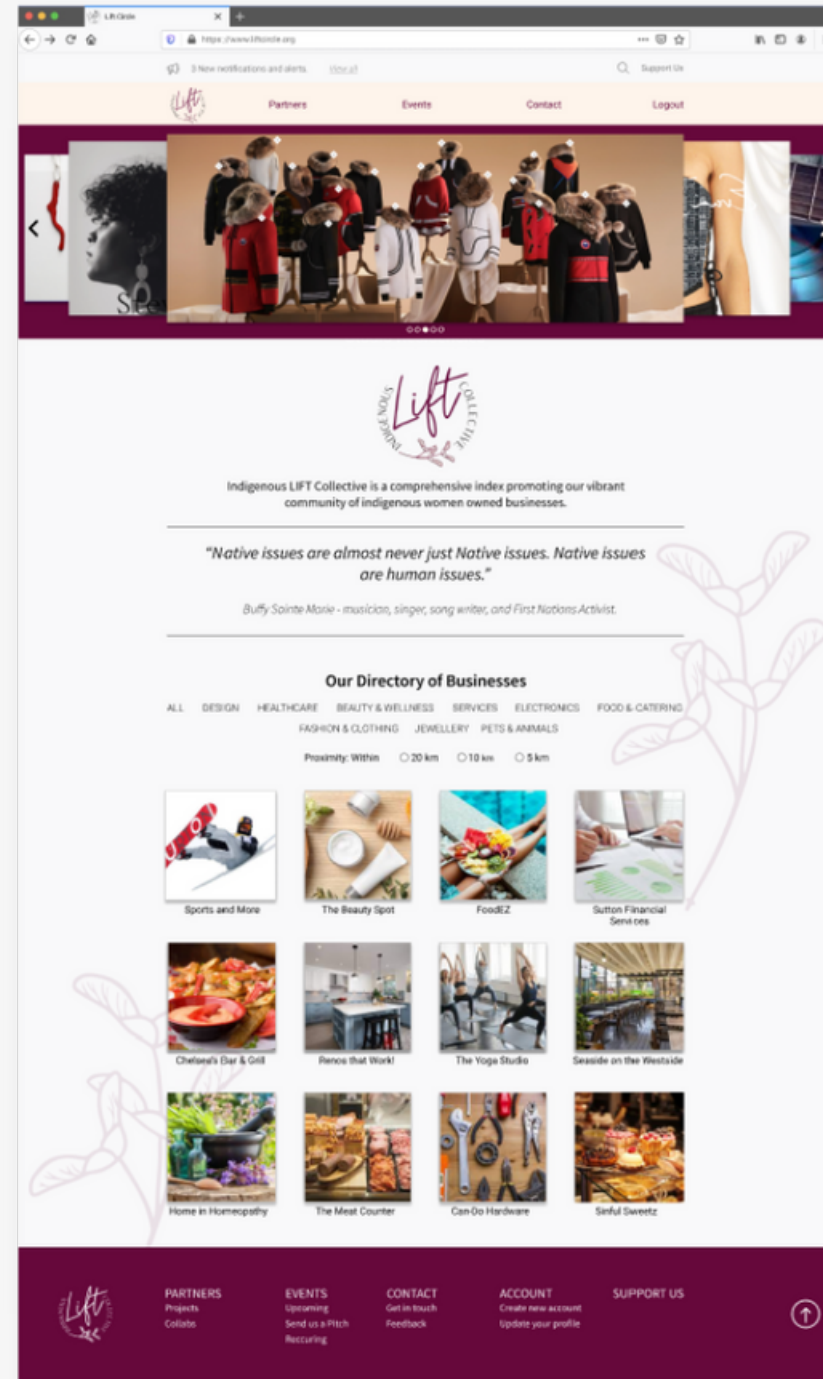 Lift Circle
https://www.liftcircle.org
3 New notifications and alerts View all
Support Us
Lift
Partners Events Contact Logout
INDIGENOUS Lift COLLECTIVE
Indigenous LIFT Collective is a comprehensive index promoting our vibrant
community of indigenous women owned businesses.
“Native issues are almost never just Native issues. Native issues
are human issues.”
Buffy Sainte Marie - musician, singer, song writer, and First Nations Activist.
Our Directory of Businesses
ALL DESIGN HEALTHCARE BEAUTY & WELLNESS SERVICES ELECTRONICS FOOD & CATERING
FASHION & CLOTHING JEWELLERY PETS & ANIMALS
Proximity: Within 20 km 10 km 5 km
Sports and More The Beauty Spot FoodEZ Sutton Financial
Services
Chelsea's Bar & Grill Renos that Work! The Yoga Studio Seaside on the Westside
Home in Homeopathy The Meat Counter Can-Do Hardware Sinful Sweetz
Lift
PARTNERS EVENTS CONTACT ACCOUNT SUPPORT US
Projects Upcoming Get in touch Create new account
Collabs Send us a Pitch Feedback Update your profile
Reccuring